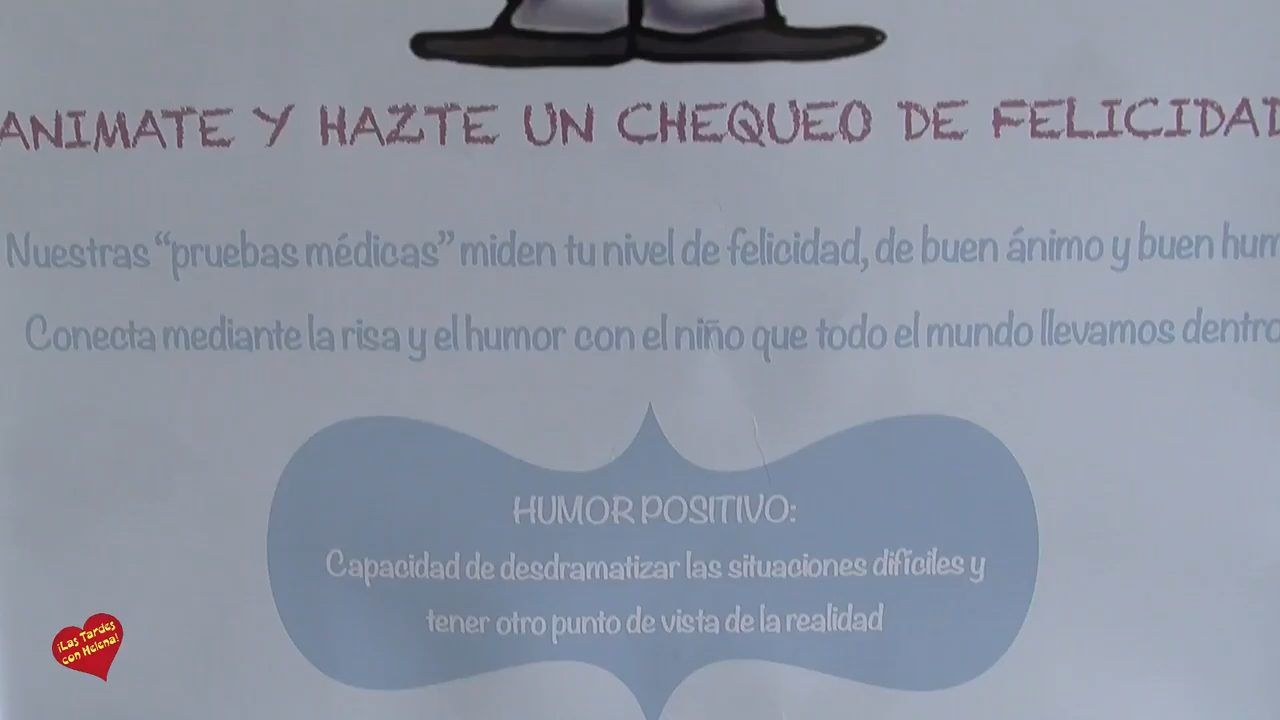 ANIMATE Y HAZTE UN CHEQUEO DE FELICIDAD
Nuestras “pruebas médicas” miden tu nivel de felicidad, de buen ánimo y buen hum
Conecta mediante la risa y el humor con el niño que todo el mundo llevamos dentro
HUMOR POSITIVO:
Capacidad de desdramatizar las situaciones difíciles y
tener otro punto de vista de la realidad
¡Las Tardes
con Helena!